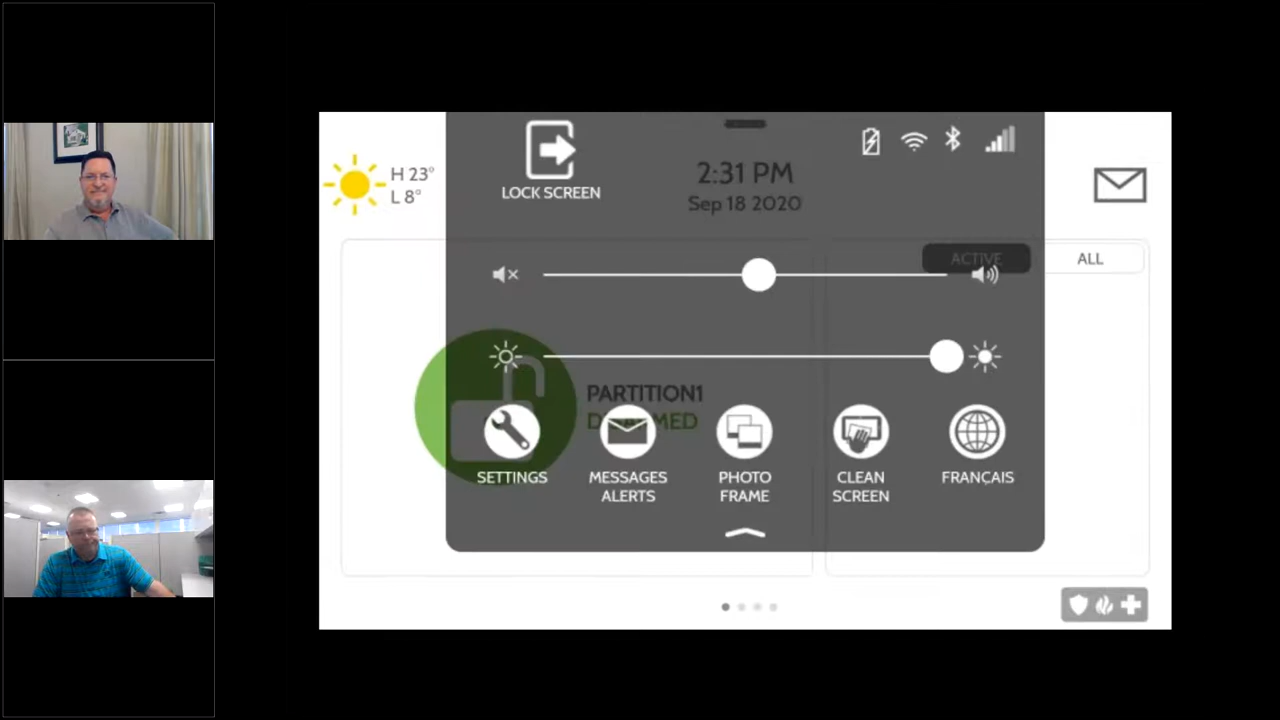 H 23°
L 8°
LOCK SCREEN
2:31 PM
Sep 18 2020
ACTIVE
ALL
PARTITION1
SETTINGS
MESSAGES
ALERTS
PHOTO
FRAME
CLEAN
SCREEN
FRANÇAIS